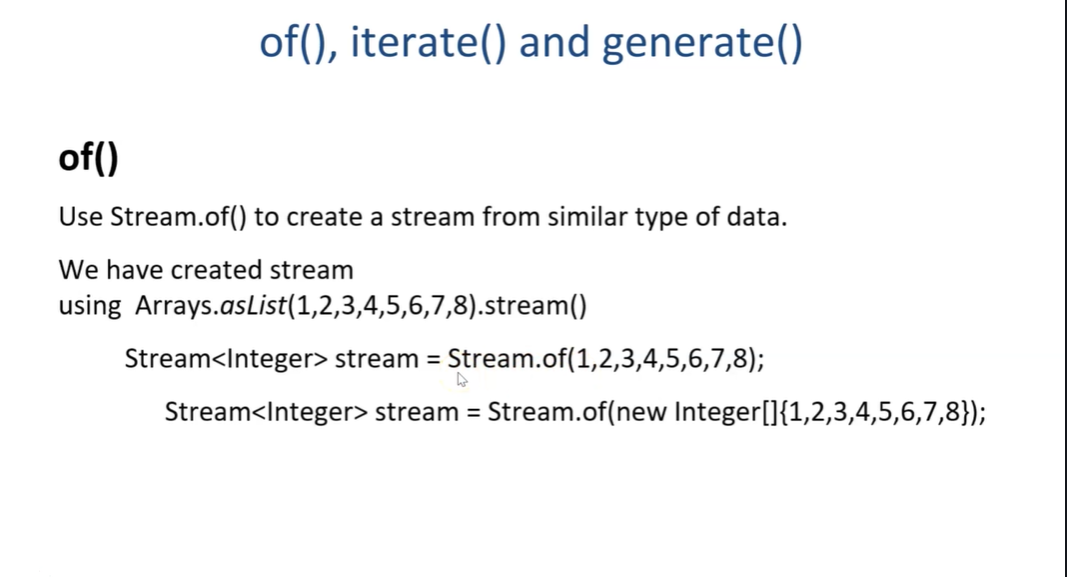 of(), iterate() and generate()
of()
Use Stream.of() to create a stream from similar type of data.
We have created stream
using Arrays.asList(1,2,3,4,5,6,7,8).stream()
Stream<Integer> stream = Stream.of(1,2,3,4,5,6,7,8);
Stream<Integer> stream = Stream.of(new Integer[]{1,2,3,4,5,6,7,8});